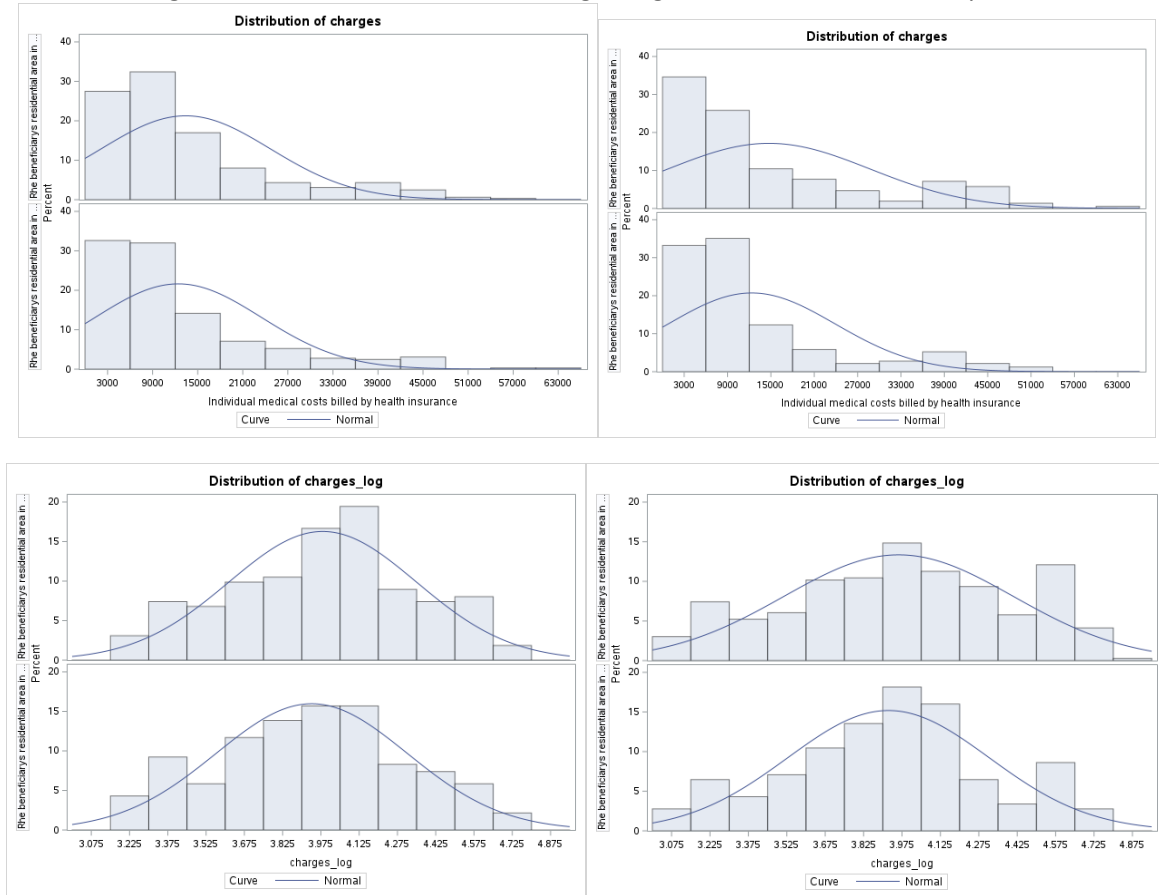 Distribution of charges
40
30
20
10
0
40
30
20
10
0
Rhe beneficiarys residential area in ...
Rhe beneficiarys residential area in ...
Percent
3000 9000 15000 21000 27000 33000 39000 45000 51000 57000 63000
Individual medical costs billed by health insurance
Curve Normal
Distribution of charges
40
30
20
10
0
40
30
20
10
0
Rhe beneficiarys residential area in ...
Rhe beneficiarys residential area in ...
Percent
3000 9000 15000 21000 27000 33000 39000 45000 51000 57000 63000
Individual medical costs billed by health insurance
Curve Normal
Distribution of charges_log
20
15
10
5
0
20
15
10
5
0
Rhe beneficiarys residential area in ...
Rhe beneficiarys residential area in ...
Percent
3.075 3.225 3.375 3.525 3.675 3.825 3.975 4.125 4.275 4.425 4.575 4.725 4.875
charges_log
Curve Normal
Distribution of charges_log
20
15
10
5
0
20
15
10
5
0
Rhe beneficiarys residential area in ...
Rhe beneficiarys residential area in ...
Percent
3.075 3.225 3.375 3.525 3.675 3.825 3.975 4.125 4.275 4.425 4.575 4.725 4.875
charges_log
Curve Normal